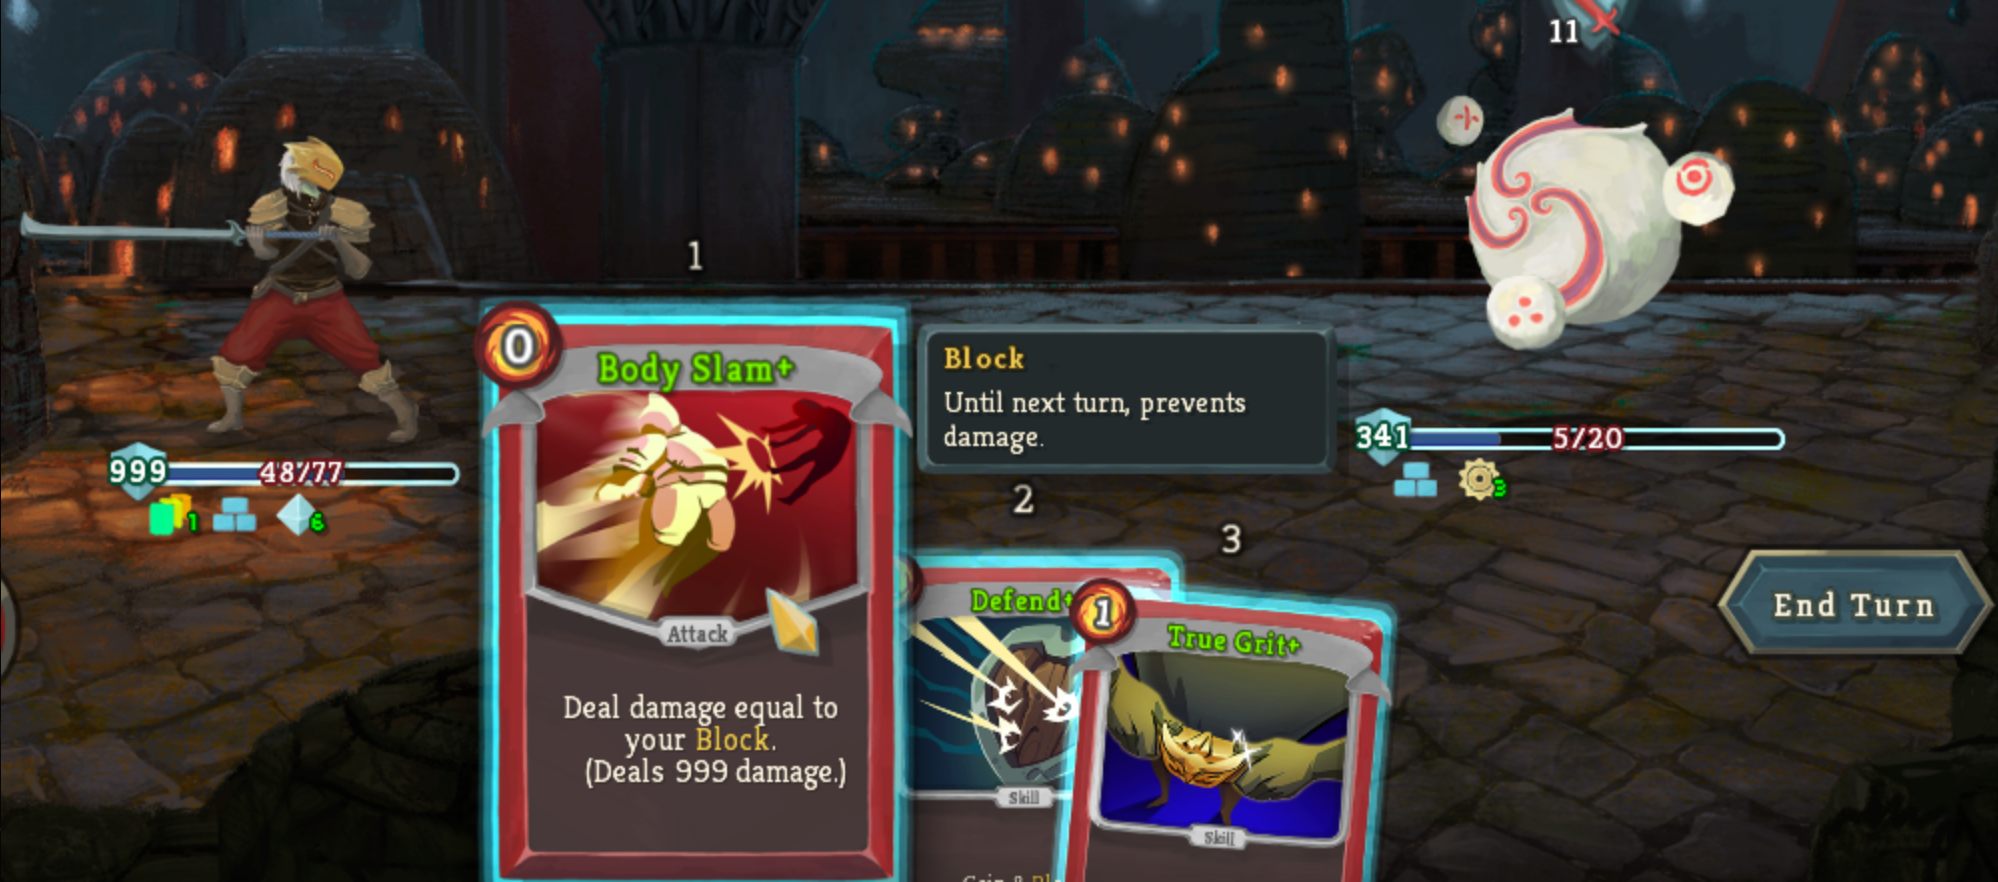 11
1
0
Body Slam+
Block
Until next turn, prevents
damage.
341
5/20
3
999
48/77
1
6
2
3
End Turn
Defend+
1
True Grit+
Attack
Deal damage equal to
your Block.
(Deals 999 damage.)
Skill
Skill